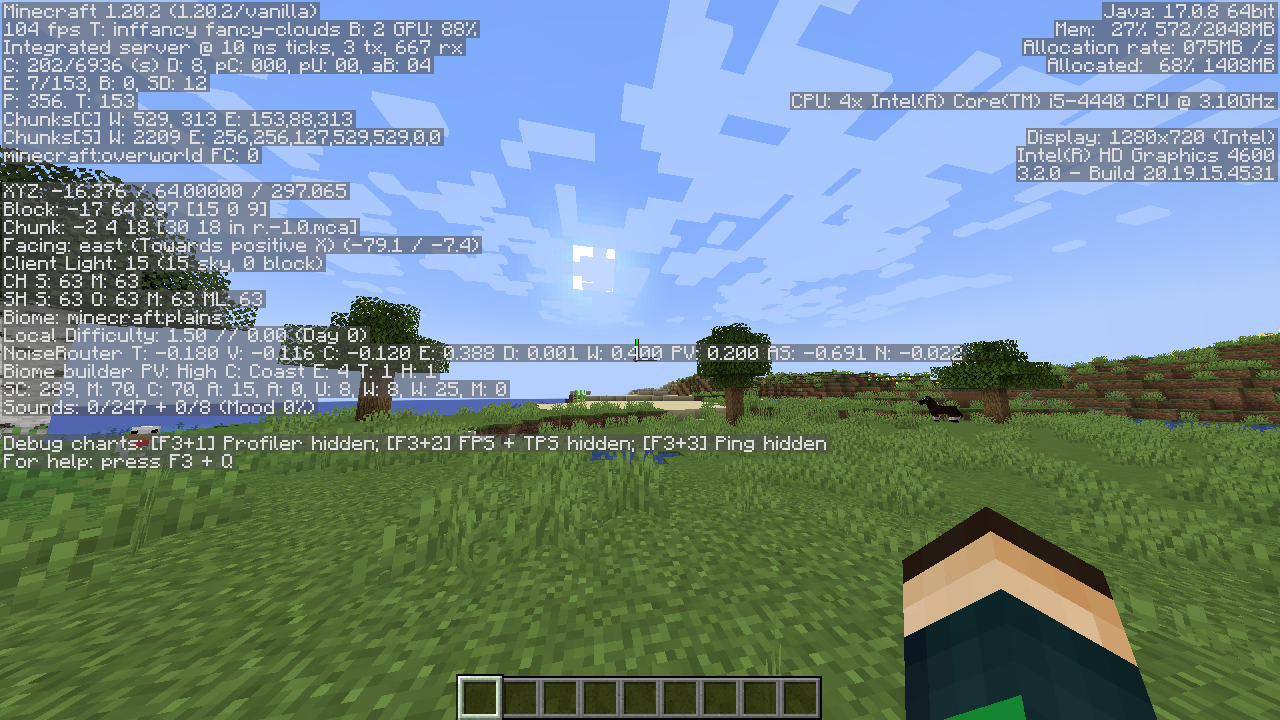 Minecraft 1.20.2 (1.20.2/vanilla)
104 fps T: inffancy fancy-clouds B: 2 GPU: 88%
Integrated server @ 10 ms ticks, 3 tx, 667 rx
C: 202/6936 (s) D: 8, pC: 000, pU: 00, aB: 04
E: 7/153, B: 0, SD: 12
P: 356. T: 153
Chunks[C] W: 529, 313 E: 153,88,313
Chunks[S] W: 2209 E: 256,256,127,529,529,0,0
minecraft:overworld FC: 0
XYZ: -16.376 / 64.00000 / 297.065
Block: -17 64 297 [15 0 9]
Chunk: -2 4 18 [30 18 in r.-1.0.mca]
Facing: east (Towards positive X) (-79.1 / -7.4)
Client Light: 15 (15 sky, 0 block)
CH S: 63 M: 63
SH S: 63 O: 63 M: 63 ML: 63
Biome: minecraft:plains
Local Difficulty: 1.50 // 0.00 (Day 0)
NoiseRouter T: -0.180 V: -0.116 C: -0.120 E: 0.388 D: 0.001 W: 0.400 PV: 0.200 AS: -0.691 N: -0.022
Biome builder PV: High C: Coast E: 4 T: 1 H: 1
SC: 289, M: 70, C: 70, A: 15, A: 0, U: 8, W: 8, W: 25, M: 0
Sounds: 0/247 + 0/8 (Mood 0%)
Debug charts: [F3+1] Profiler hidden; [F3+2] FPS + TPS hidden; [F3+3] Ping hidden
For help: press F3 + Q
Java: 17.0.8 64bit
Mem: 27% 572/2048MB
Allocation rate: 075MB /s
Allocated: 68% 1408MB
CPU: 4x Intel(R) Core(TM) i5-4440 CPU @ 3.10GHz
Display: 1280x720 (Intel)
Intel(R) HD Graphics 4600
3.2.0 - Build 20.19.15.4531